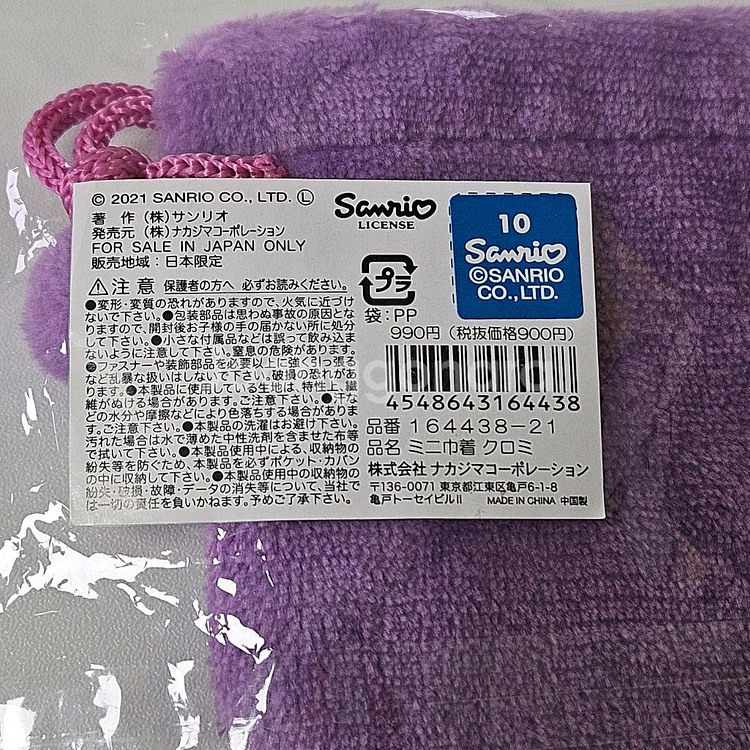 © 2021 SANRIO CO., LTD. Ⓛ
著 作 (株) サンリオ
発売元 (株) ナカジマコーポレーション
FOR SALE IN JAPAN ONLY
販売地域：日本限定
⚠注意 保護者の方へ 必ずお読みください。
●変形・変質の恐れがありますので、火気に近づけ
ないで下さい。●包装部品は思わぬ事故の原因とな
りますので、開封後お子様の手の届かない所に処分
して下さい。●小さな付属品などは誤って飲み込ま
ないように注意して下さい。窒息の危険があります。
●ファスナーや装飾部品を必要以上に強く引っ張る
など乱暴な扱いはしないで下さい。破損の恐れがあ
ります。●本製品に使用している生地は、特性上、繊
維がぬける場合があります。ご注意下さい。●汗な
どの水分や摩擦などにより色落ちする場合がありま
す。ご注意下さい。●本製品の洗濯はお避け下さい。
汚れた場合は水で薄めた中性洗剤を含ませた布等
で拭いて下さい。●本製品使用中による、収納物の
紛失等を防ぐため、本製品を必ずポケット・カバン
の中に収納して下さい。●本製品使用中の収納物の
紛失・破損・故障・データの消失等について、当社で
は一切の責任を負いかねます。予めご了承下さい。
Sanrio
LICENSE
10
Sanrio
©SANRIO
CO., LTD.
プラ
袋：PP
990円 (税抜価格900円)
4548643164438
品番 164438-21
品名 ミニ巾着 クロミ
株式会社 ナカジマコーポレーション
〒136-0071 東京都江東区亀戸6-1-8
亀戸トーセイビルⅡ MADE IN CHINA 中国製